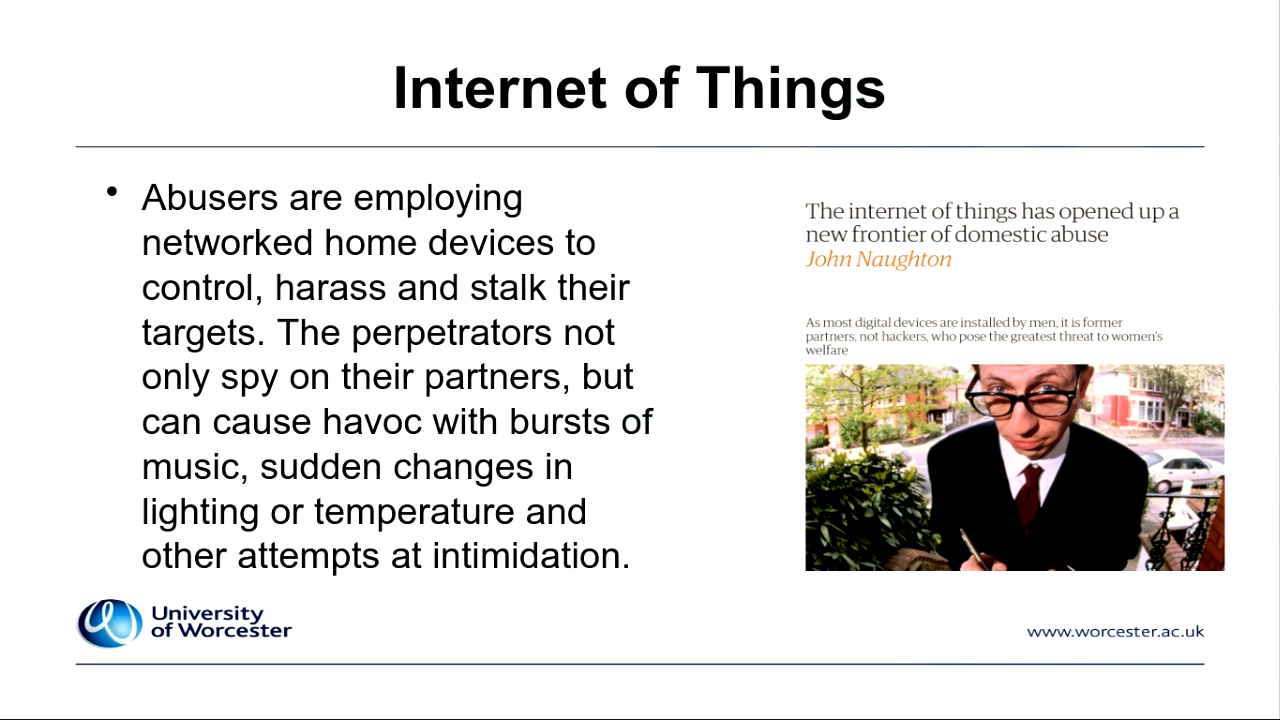 Internet of Things
• Abusers are employing
networked home devices to
control, harass and stalk their
targets. The perpetrators not
only spy on their partners, but
can cause havoc with bursts of
music, sudden changes in
lighting or temperature and
other attempts at intimidation.
The internet of things has opened up a
new frontier of domestic abuse
John Naughton
As most digital devices are installed by men, it is former
partners, not hackers, who pose the greatest threat to women's
welfare
University
of Worcester
www.worcester.ac.uk